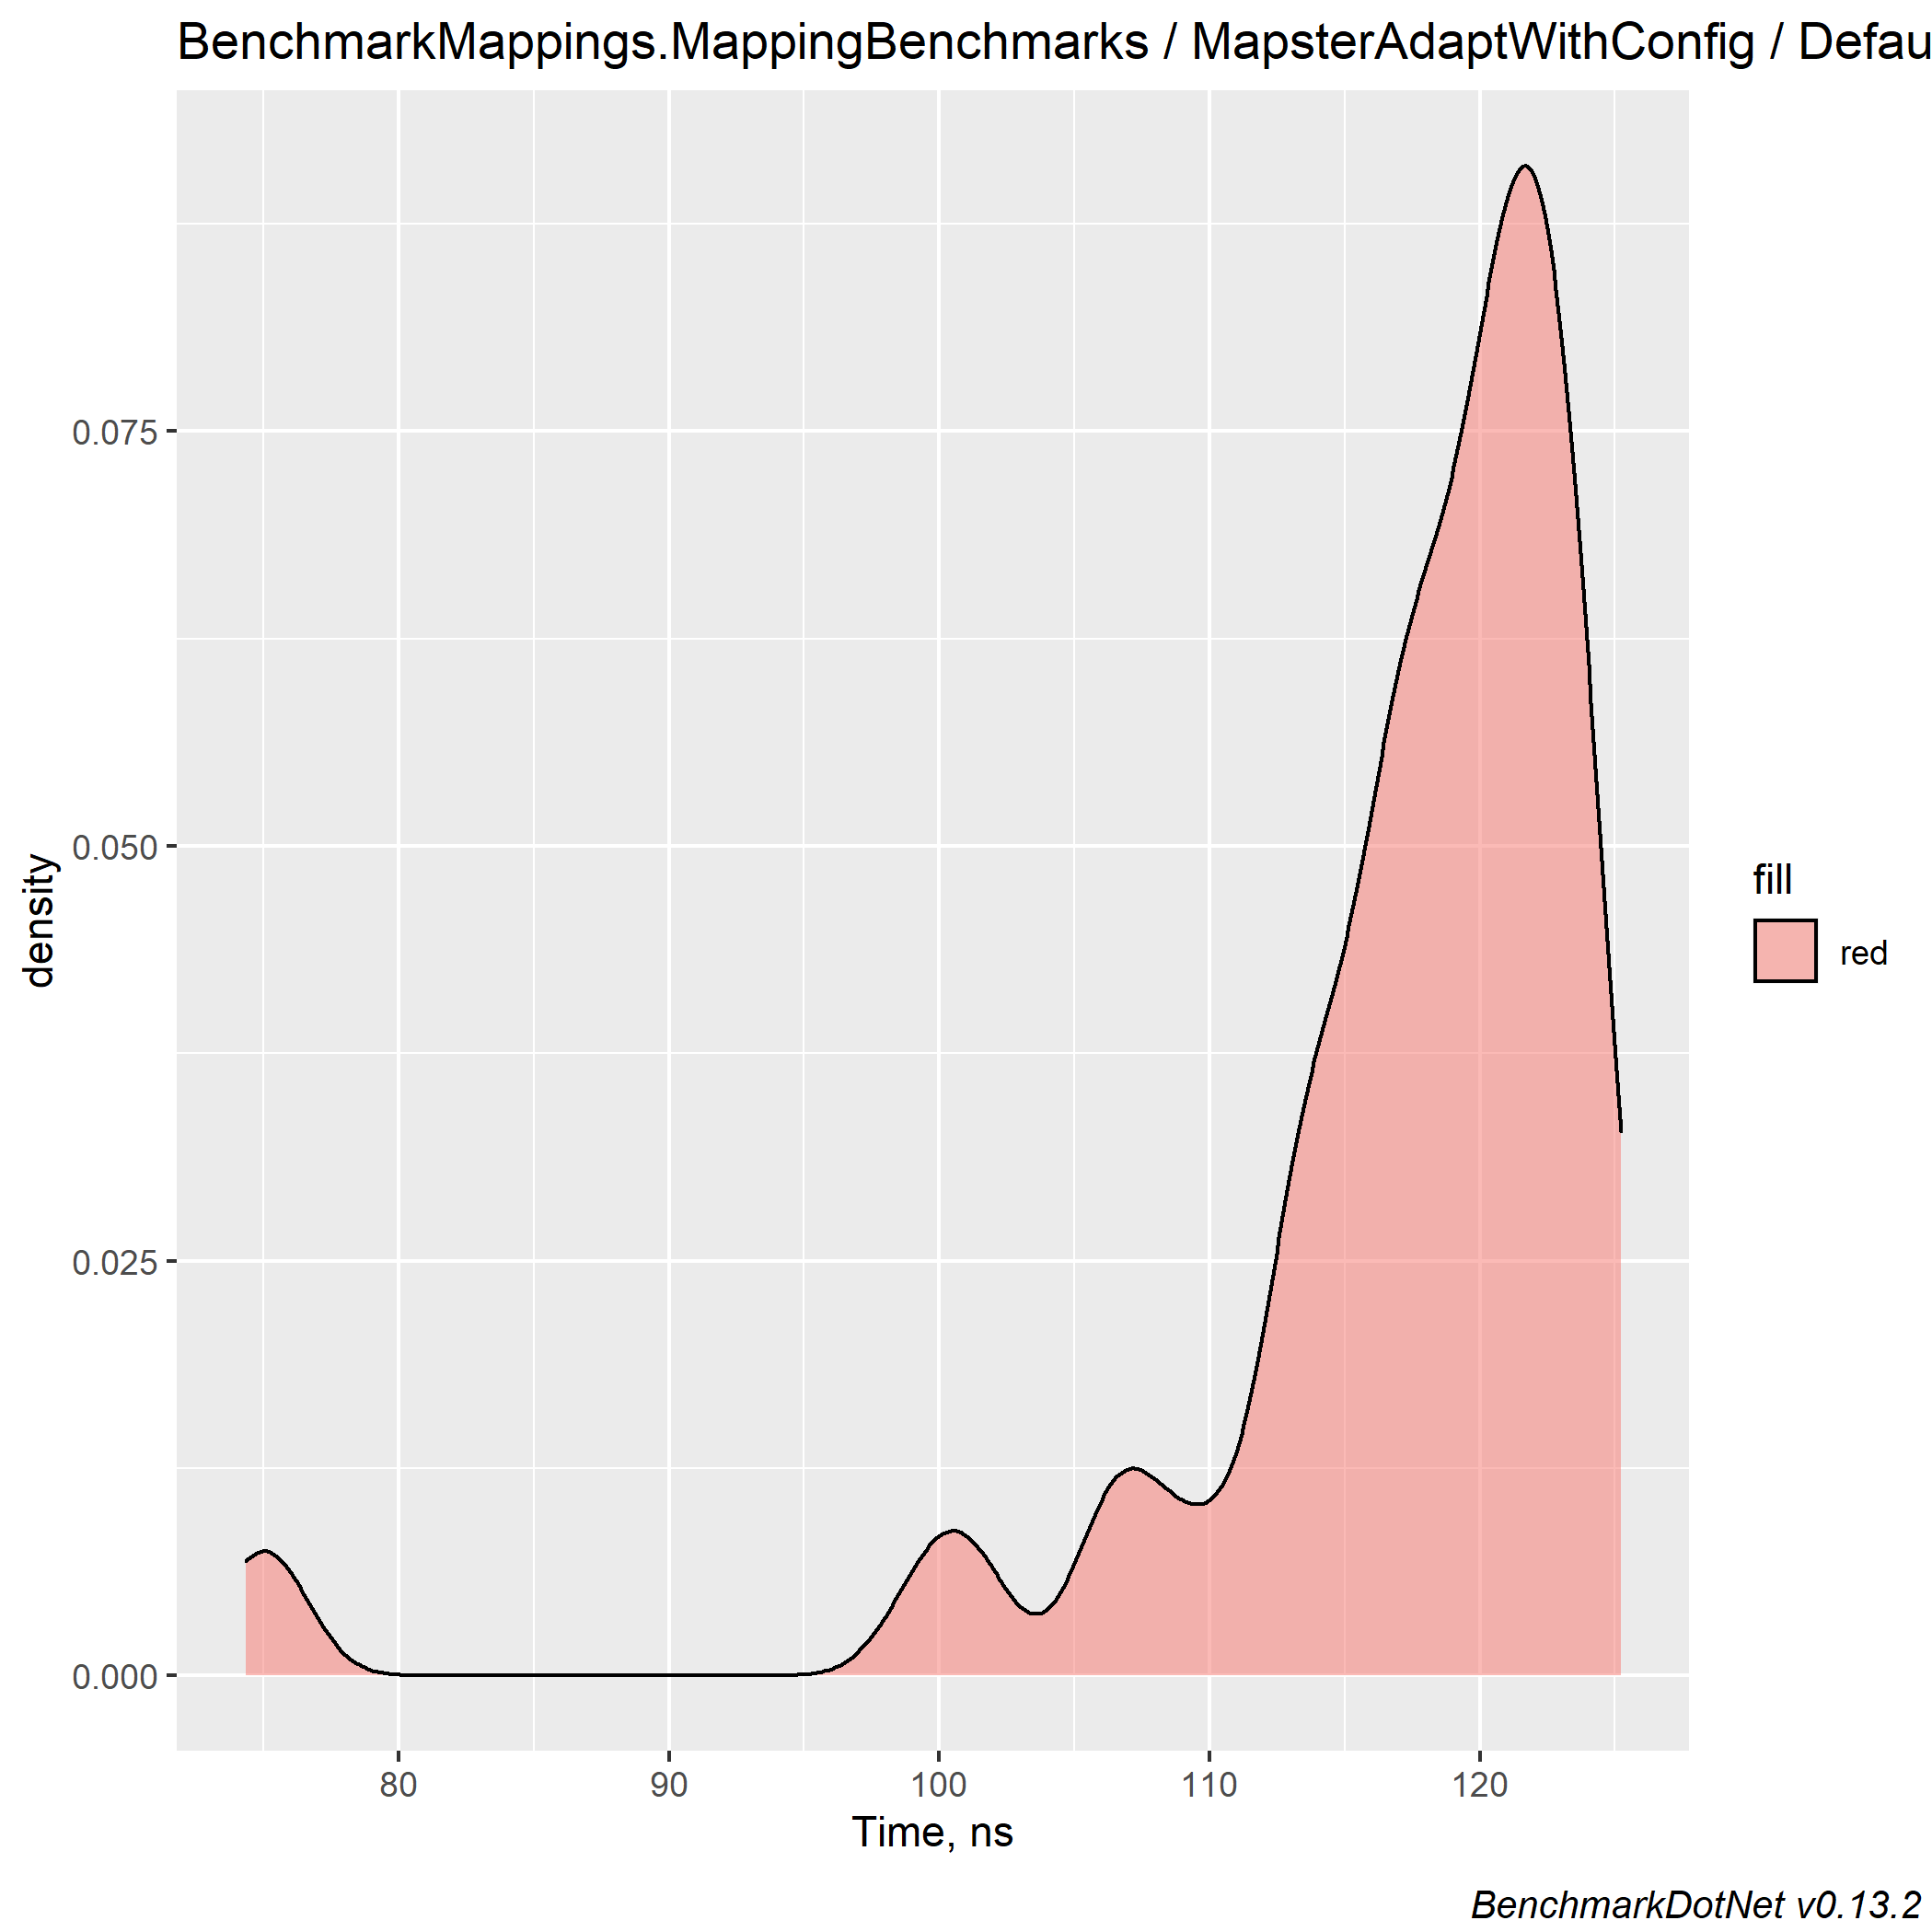 BenchmarkMappings.MappingBenchmarks / MapsterAdaptWithConfig / Defau
0.075
0.050
0.025
0.000
density
80 90 100 110 120
Time, ns
fill
red
BenchmarkDotNet v0.13.2